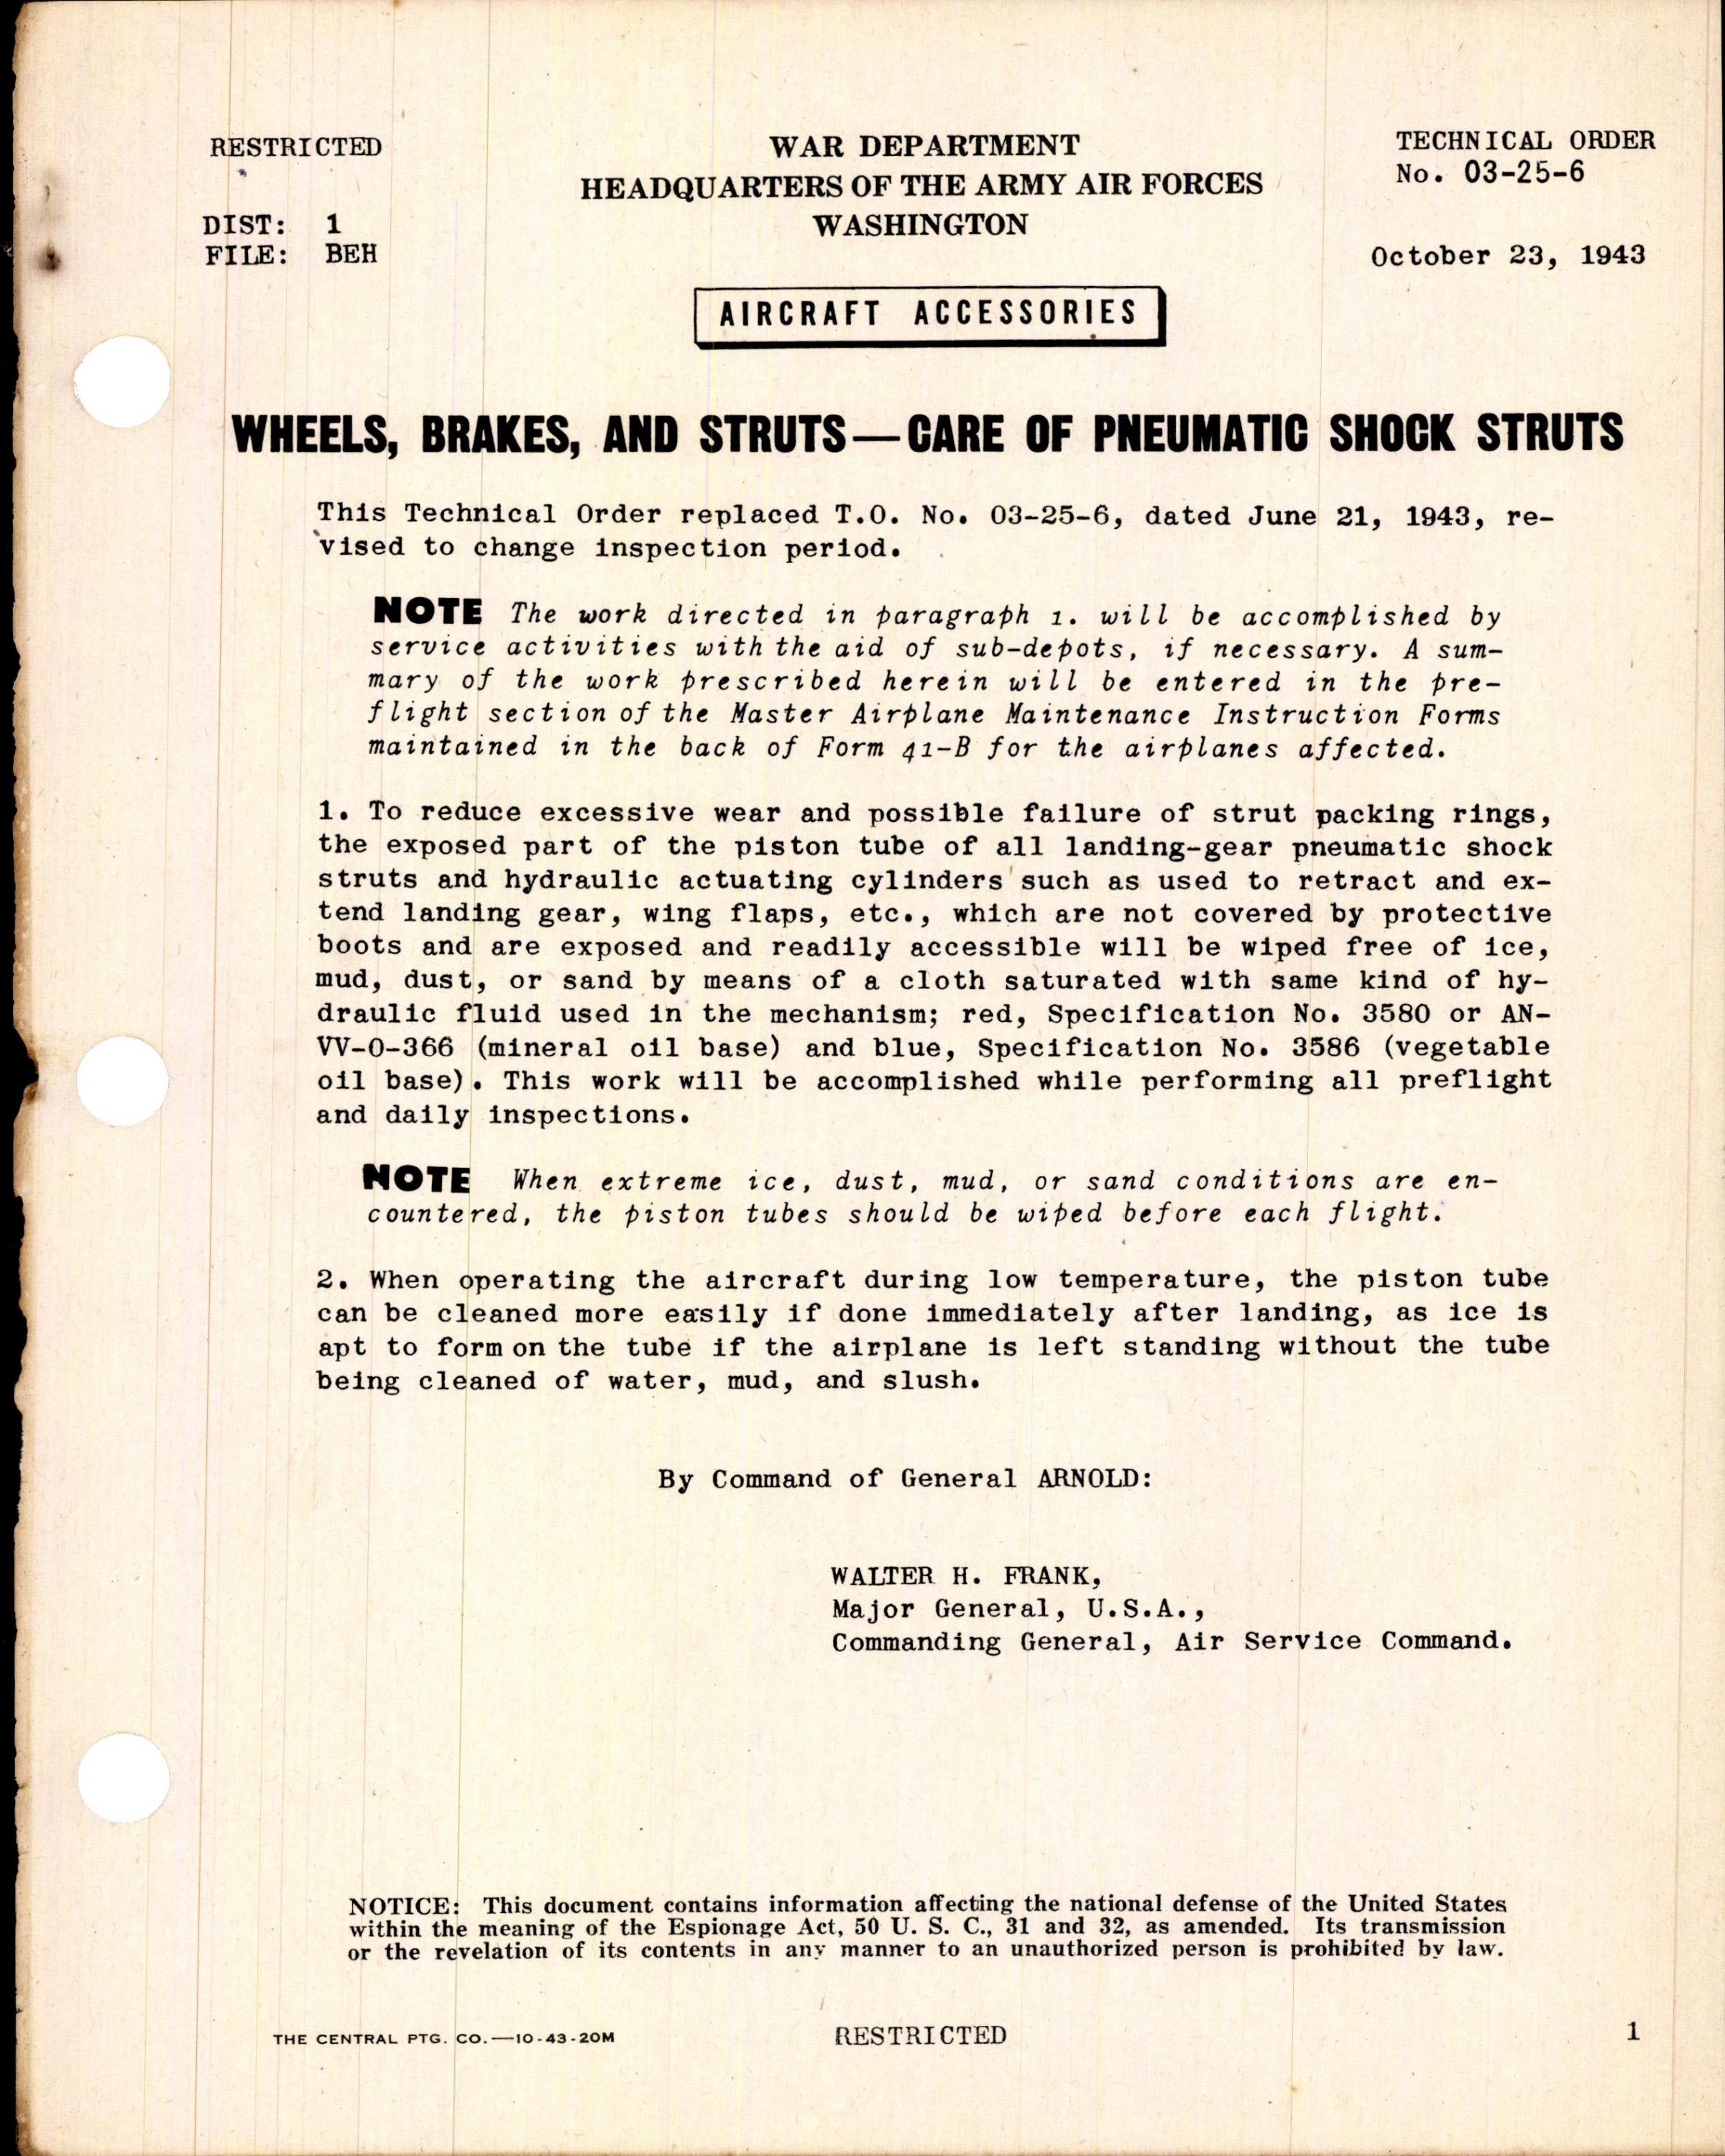 RESTRICTED
WAR DEPARTMENT
TECHNICAL ORDER
HEADQUARTERS OF THE ARMY AIR FORCES
No. 03-25-6
DIST: 1
WASHINGTON
FILE: BEH
October 23, 1943
AIRCRAFT ACCESSORIES
WHEELS, BRAKES, AND STRUTS—CARE OF PNEUMATIC SHOCK STRUTS
This Technical Order replaced T.O. No. 03-25-6, dated June 21, 1943, re-
vised to change inspection period.
NOTE The work directed in paragraph 1. will be accomplished by
service activities with the aid of sub-depots, if necessary. A sum-
mary of the work prescribed herein will be entered in the pre-
flight section of the Master Airplane Maintenance Instruction Forms
maintained in the back of Form 41-B for the airplanes affected.
1. To reduce excessive wear and possible failure of strut packing rings,
the exposed part of the piston tube of all landing-gear pneumatic shock
struts and hydraulic actuating cylinders such as used to retract and ex-
tend landing gear, wing flaps, etc., which are not covered by protective
boots and are exposed and readily accessible will be wiped free of ice,
mud, dust, or sand by means of a cloth saturated with same kind of hy-
draulic fluid used in the mechanism; red, Specification No. 3580 or AN-
VV-O-366 (mineral oil base) and blue, Specification No. 3586 (vegetable
oil base). This work will be accomplished while performing all preflight
and daily inspections.
NOTE When extreme ice, dust, mud, or sand conditions are en-
countered, the piston tubes should be wiped before each flight.
2. When operating the aircraft during low temperature, the piston tube
can be cleaned more easily if done immediately after landing, as ice is
apt to form on the tube if the airplane is left standing without the tube
being cleaned of water, mud, and slush.
By Command of General ARNOLD:
WALTER H. FRANK,
Major General, U.S.A.,
Commanding General, Air Service Command.
NOTICE: This document contains information affecting the national defense of the United States
within the meaning of the Espionage Act, 50 U. S. C., 31 and 32, as amended. Its transmission
or the revelation of its contents in any manner to an unauthorized person is prohibited by law.
THE CENTRAL PTG. CO.—10-43-20M
RESTRICTED
1